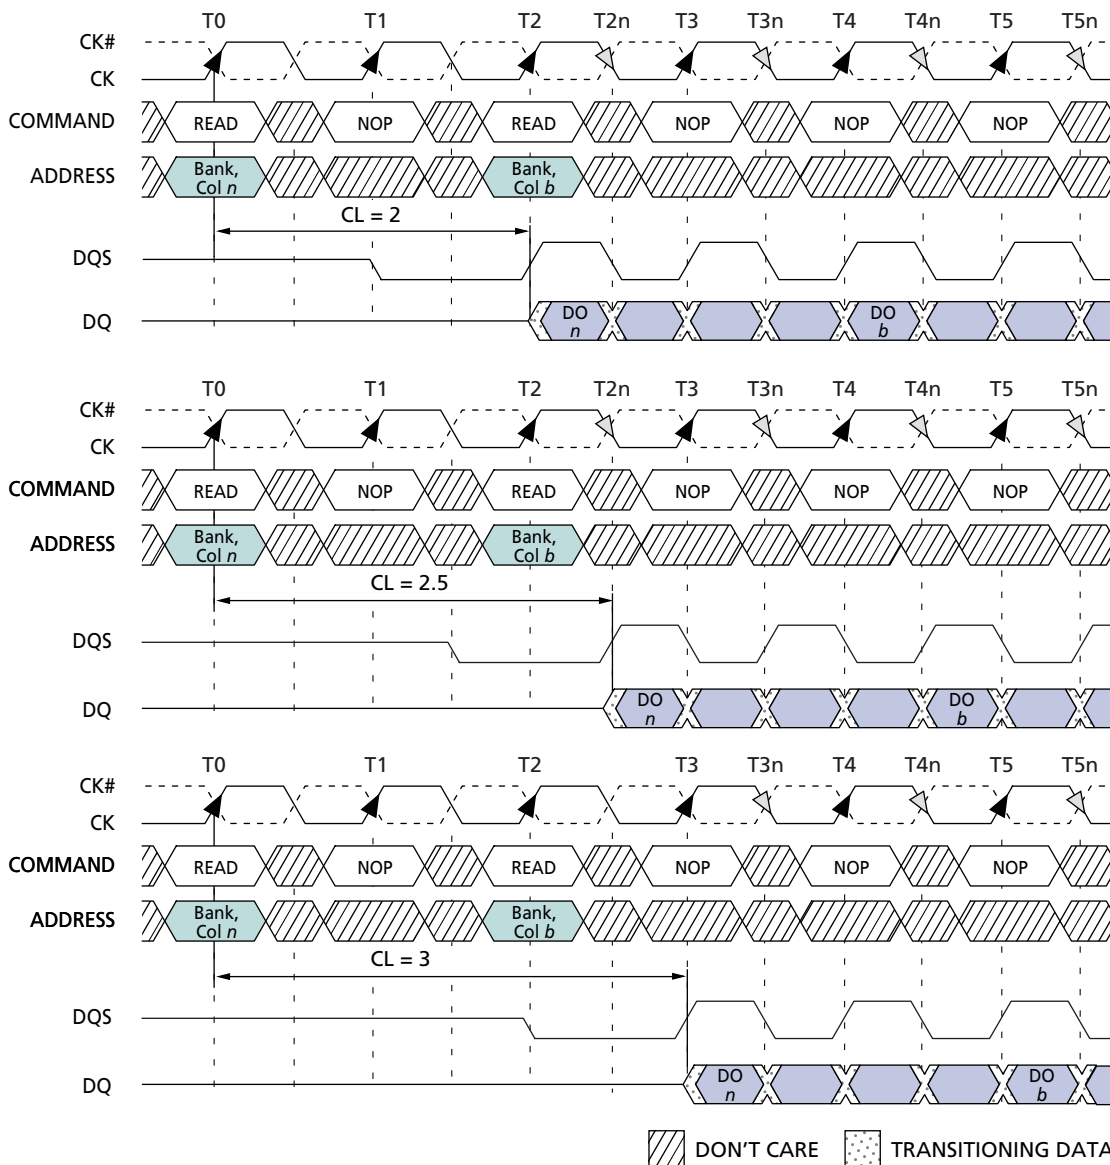 T0 T1 T2 T2n T3 T3n T4 T4n T5 T5n
CK#
CK
COMMAND READ NOP READ NOP NOP NOP
ADDRESS Bank, Col n Bank, Col b
CL = 2
DQS
DQ DO n DO b
T0 T1 T2 T2n T3 T3n T4 T4n T5 T5n
CK#
CK
COMMAND READ NOP READ NOP NOP NOP
ADDRESS Bank, Col n Bank, Col b
CL = 2.5
DQS
DQ DO n DO b
T0 T1 T2 T3 T3n T4 T4n T5 T5n
CK#
CK
COMMAND READ NOP READ NOP NOP NOP
ADDRESS Bank, Col n Bank, Col b
CL = 3
DQS
DQ DO n DO b
DON'T CARE TRANSITIONING DATA